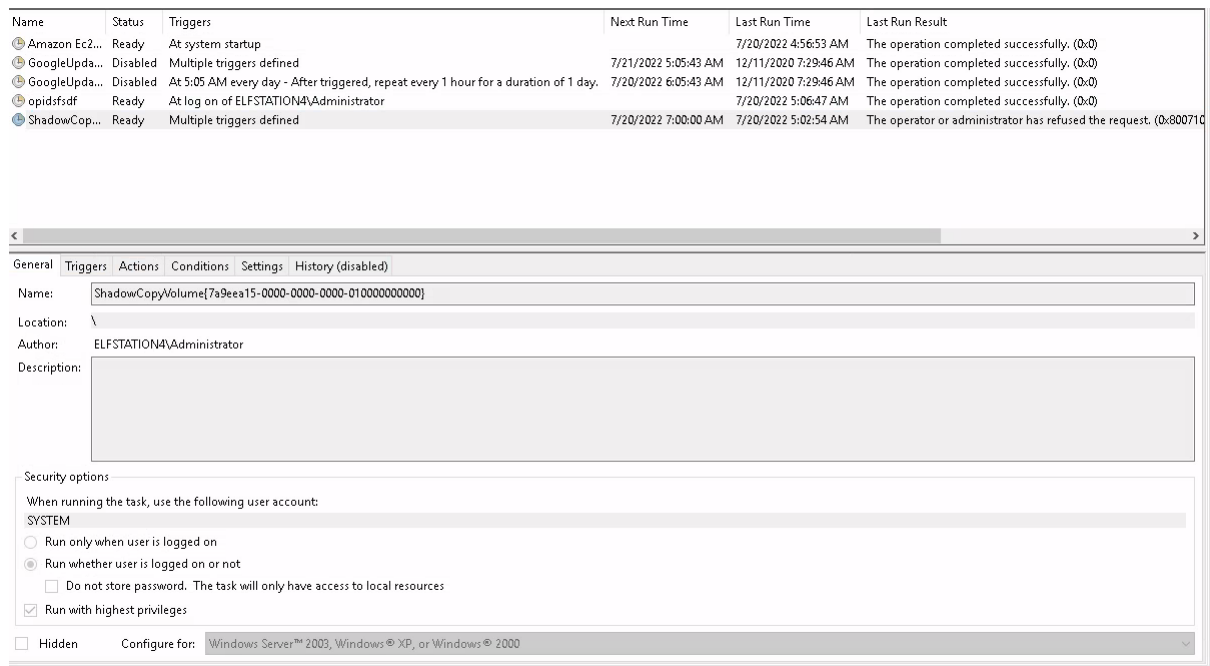 Name Status Triggers Next Run Time Last Run Time Last Run Result
Amazon Ec2... Ready At system startup 7/20/2022 4:56:53 AM The operation completed successfully. (0x0)
GoogleUpda... Disabled Multiple triggers defined 7/21/2022 5:05:43 AM 12/11/2020 7:29:46 AM The operation completed successfully. (0x0)
GoogleUpda... Disabled At 5:05 AM every day - After triggered, repeat every 1 hour for a duration of 1 day. 7/20/2022 6:05:43 AM 12/11/2020 7:29:46 AM The operation completed successfully. (0x0)
opidsfsdf Ready At log on of ELFSTATION4\Administrator 7/20/2022 5:06:47 AM The operation completed successfully. (0x0)
ShadowCop... Ready Multiple triggers defined 7/20/2022 7:00:00 AM 7/20/2022 5:02:54 AM The operator or administrator has refused the request. (0x800710
General Triggers Actions Conditions Settings History (disabled)
Name: ShadowCopyVolume{7a9eea15-0000-0000-0000-010000000000}
Location: \
Author: ELFSTATION4\Administrator
Description:
Security options
When running the task, use the following user account:
SYSTEM
Run only when user is logged on
Run whether user is logged on or not
Do not store password. The task will only have access to local resources
Run with highest privileges
Hidden Configure for: Windows Server™ 2003, Windows® XP, or Windows® 2000